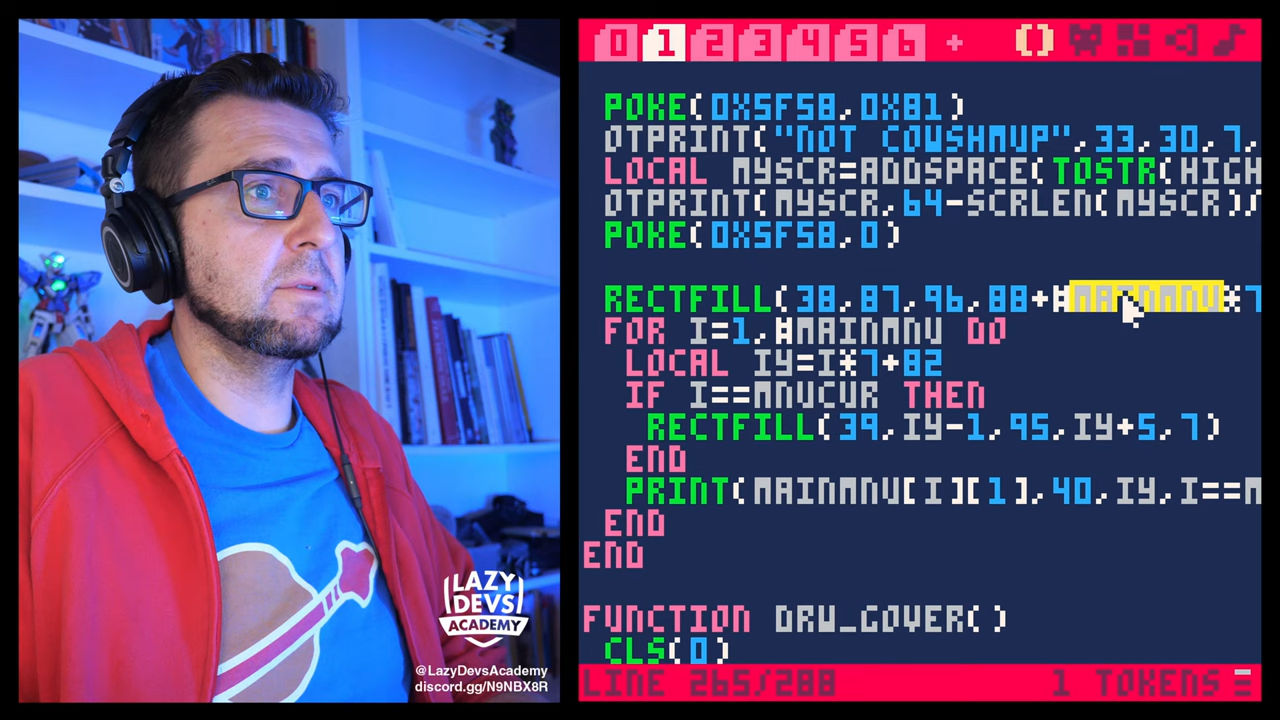 0 1 2 3 4 5 6 +
POKE(0X5F58,0X81)
OTPRINT("NOT COWSHMUP",33,30,7,
LOCAL MYSCR=ADDSPACE(TOSTR(HIGH
OTPRINT(MYSCR,64-SCRLEN(MYSCR)/
POKE(0X5F58,0)
RECTFILL(38,87,96,88+#MAINMNU*7
FOR I=1,#MAINMNU DO
LOCAL IY=I*7+82
IF I==MNUCUR THEN
RECTFILL(39,IY-1,95,IY+5,7)
END
PRINT(MAINMNU[I][1],40,IY,I==M
END
END
FUNCTION DRW_GOVER()
CLS(0)
LINE 265/288 1 TOKENS
LAZY
DEVS
ACADEMY
@LazyDevsAcademy
discord.gg/N9NBX8R